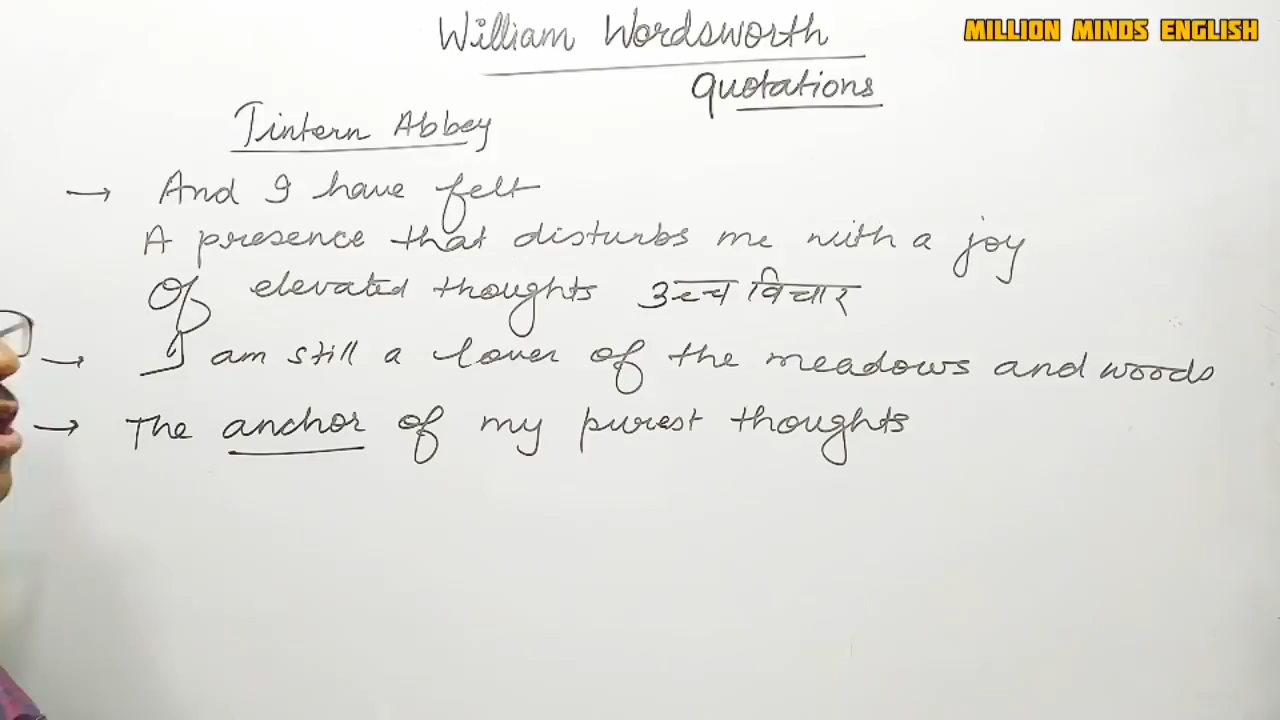 William Wordsworth
MILLION MINDS ENGLISH
Quotations
Tintern Abbey
→ And I have felt
A presence that disturbs me with a joy
Of elevated thoughts उच्च विचार
→ I am still a lover of the meadows and woods
→ The anchor of my purest thoughts